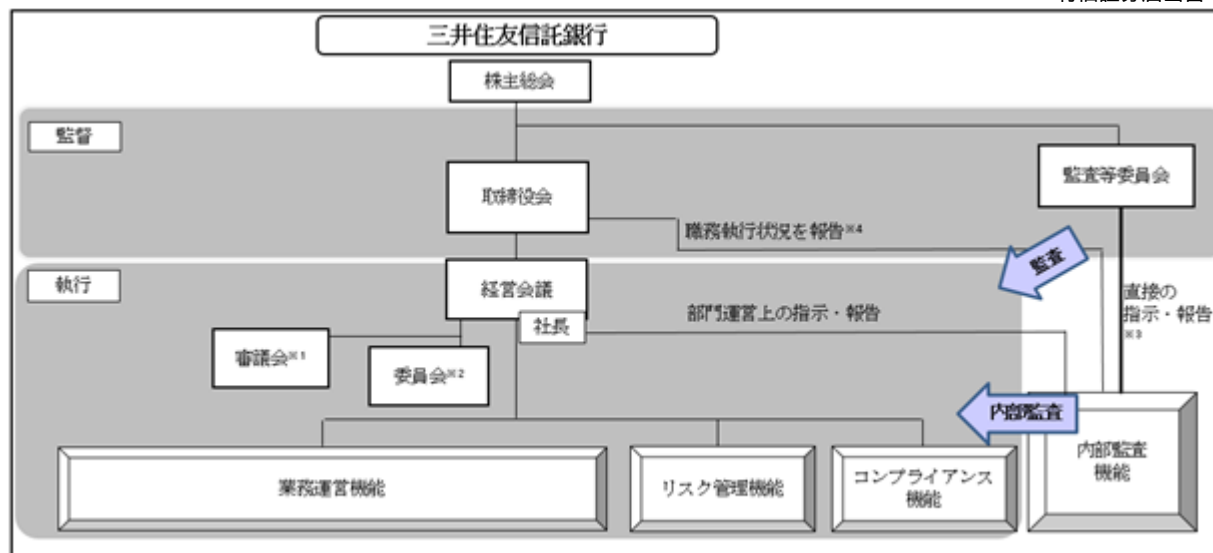 三井住友信託銀行
株主総会
監督
監査等委員会
取締役会
職務執行状況を報告※4
監査
執行
経営会議
社長
部門運営上の指示・報告
直接の
指示・報告
※3
審議会※1
委員会※2
内部監査
業務運営機能
リスク管理機能
コンプライアンス
機能
内部監査
機能